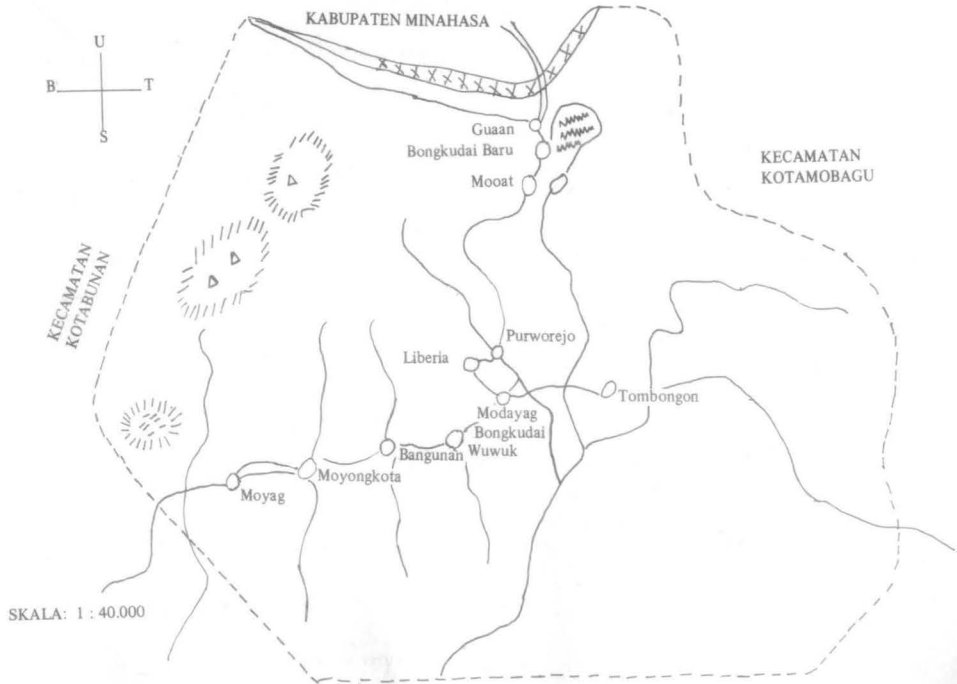 KABUPATEN MINAHASA
U
B
T
S
Guaan
Bongkudai Baru
Mooat
KECAMATAN
KOTAMOBAGU
KECAMATAN
KOTABUNAN
Purworejo
Liberia
Tombongon
Modayag
Bongkudai
Wuwuk
Bangunan
Moyongkota
Moyag
SKALA: 1 : 40.000